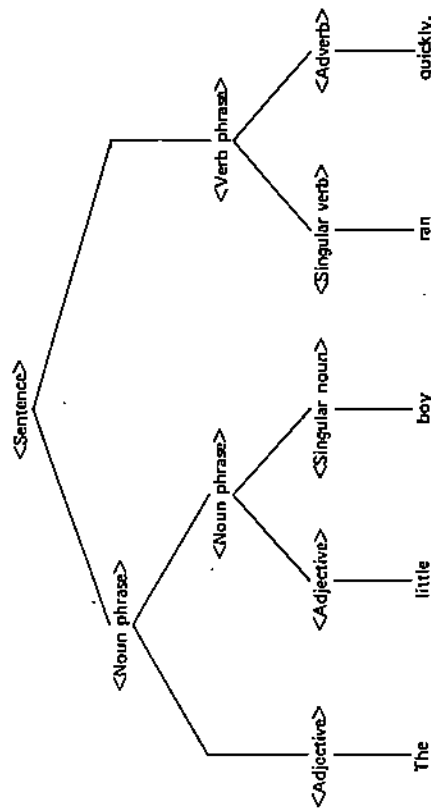 <Sentence>
<Noun phrase>
<Noun phrase> <Verb phrase>
<Adjective> <Adjective> <Singular noun> <Singular verb> <Adverb>
The little boy ran quickly.